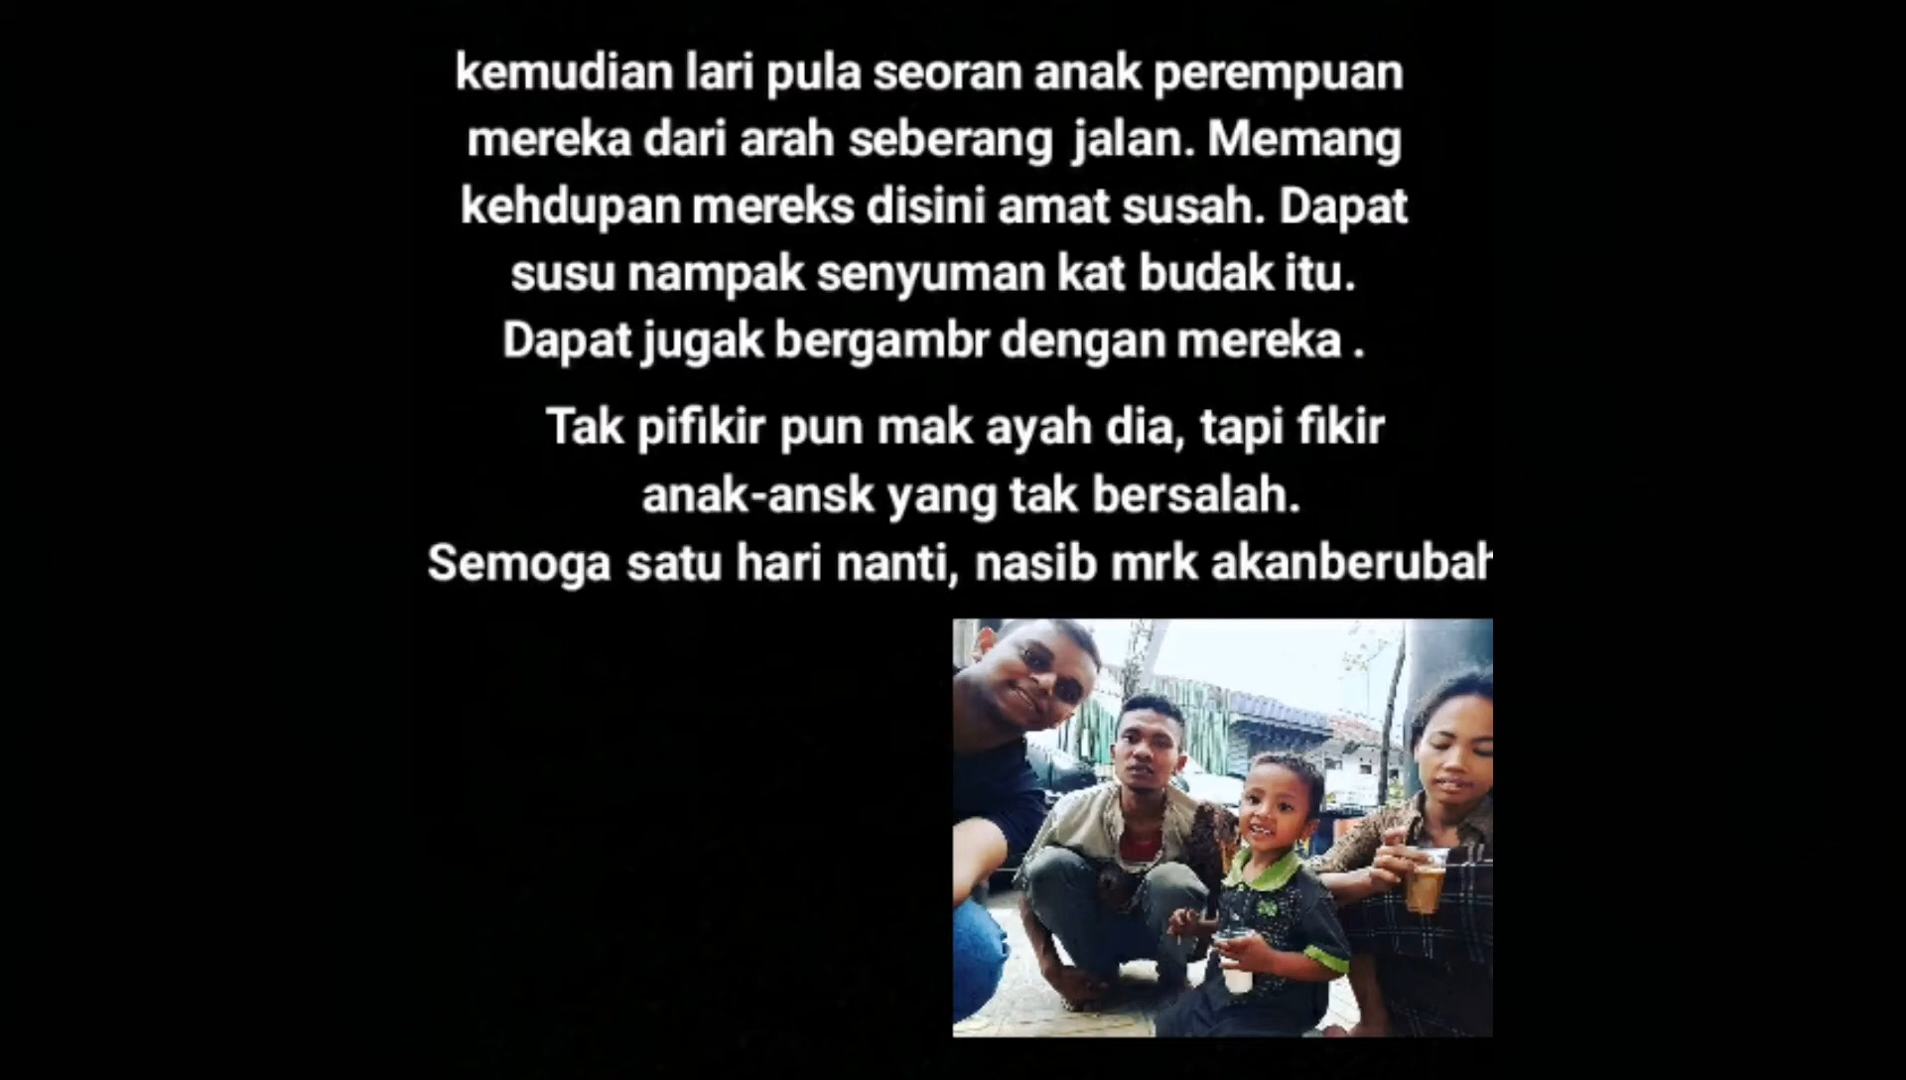 kemudian lari pula seoran anak perempuan
mereka dari arah seberang jalan. Memang
kehdupan mereks disini amat susah. Dapat
susu nampak senyuman kat budak itu.
Dapat jugak bergambr dengan mereka .
Tak pifikir pun mak ayah dia, tapi fikir
anak-ansk yang tak bersalah.
Semoga satu hari nanti, nasib mrk akanberubah